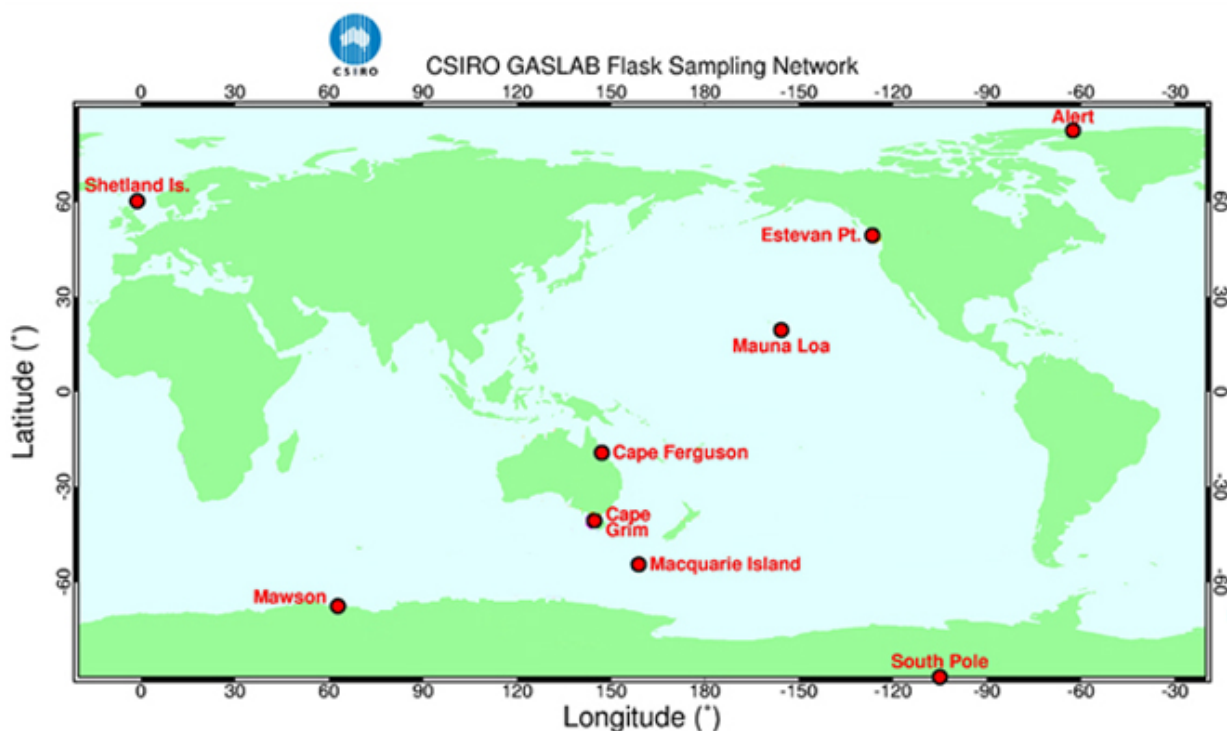 CSIRO
CSIRO GASLAB Flask Sampling Network
0 30 60 90 120 150 180 -150 -120 -90 -60 -30
Alert
Shetland Is.
60 60
Estevan Pt.
30 30
Mauna Loa
Latitude (°)
0 0
Cape Ferguson
-30 -30
Cape
Grim
Macquarie Island
-60 -60
Mawson
South Pole
0 30 60 90 120 150 180 -150 -120 -90 -60 -30
Longitude (°)